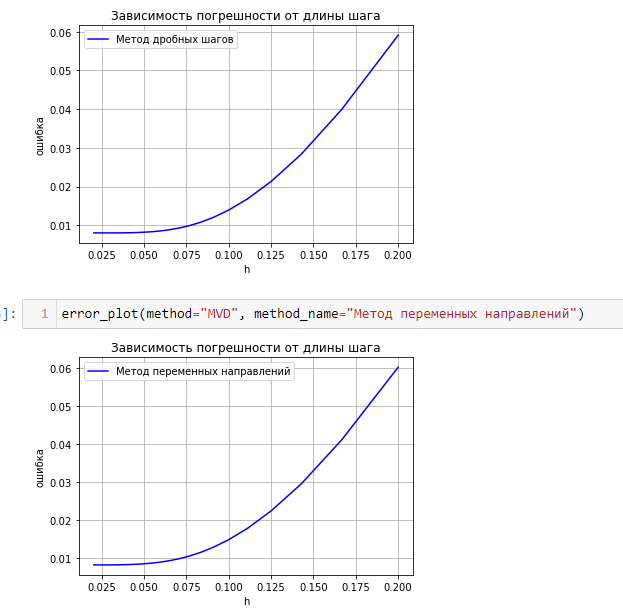 Зависимость погрешности от длины шага
Метод дробных шагов
0.06
0.05
0.04
0.03
0.02
0.01
ошибка
0.025 0.050 0.075 0.100 0.125 0.150 0.175 0.200
h
]: 1 error_plot(method="MVD", method_name="Метод переменных направлений")
Зависимость погрешности от длины шага
Метод переменных направлений
0.06
0.05
0.04
0.03
0.02
0.01
ошибка
0.025 0.050 0.075 0.100 0.125 0.150 0.175 0.200
h